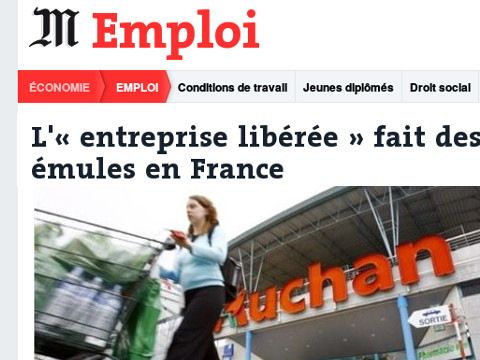 M Emploi
ÉCONOMIE EMPLOI Conditions de travail Jeunes diplômés Droit social
L'« entreprise libérée » fait des
émules en France
Auchan
SORTIE